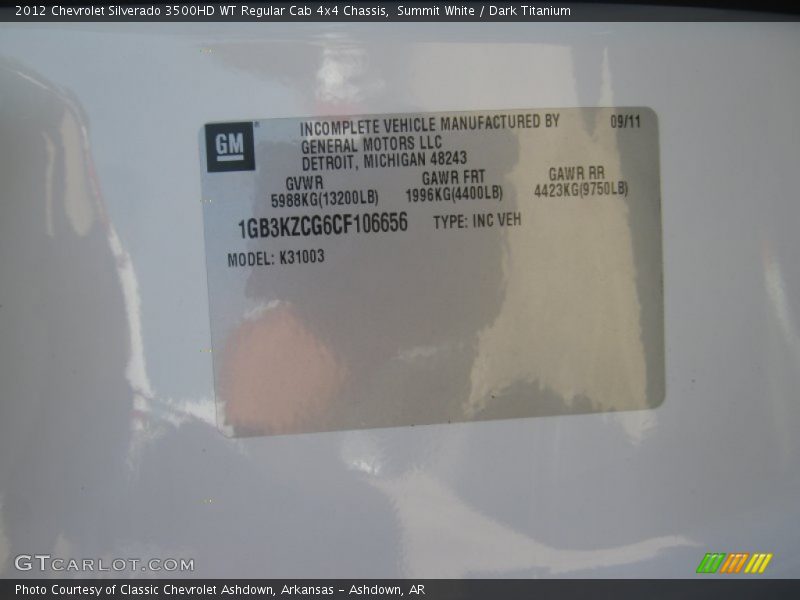 2012 Chevrolet Silverado 3500HD WT Regular Cab 4x4 Chassis, Summit White / Dark Titanium
GM
INCOMPLETE VEHICLE MANUFACTURED BY 09/11
GENERAL MOTORS LLC
DETROIT, MICHIGAN 48243
GVWR GAWR FRT GAWR RR
5988KG(13200LB) 1996KG(4400LB) 4423KG(9750LB)
1GB3KZCG6CF106656 TYPE: INC VEH
MODEL: K31003
GTCARLOT.COM
Photo Courtesy of Classic Chevrolet Ashdown, Arkansas - Ashdown, AR